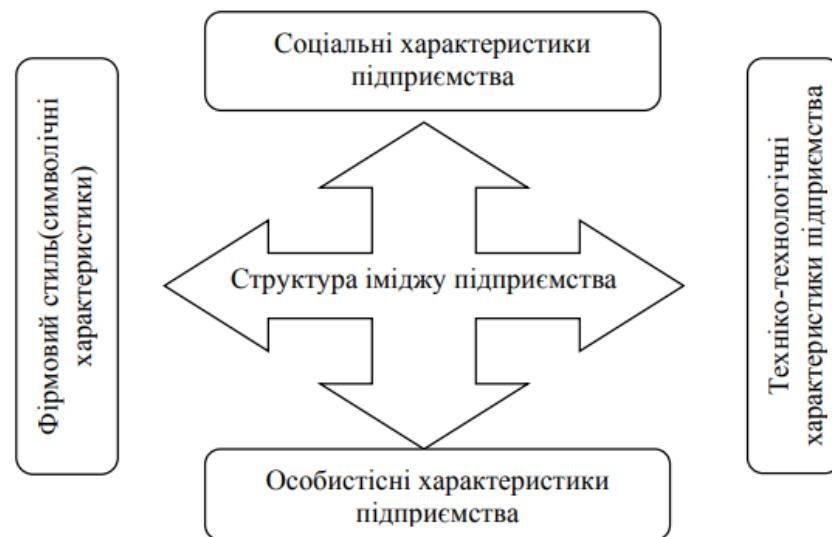 Соціальні характеристики
підприємства
Фірмовий стиль(символічні
характеристики)
Структура іміджу підприємства
Техніко-технологічні
характеристики підприємства
Особистісні характеристики
підприємства